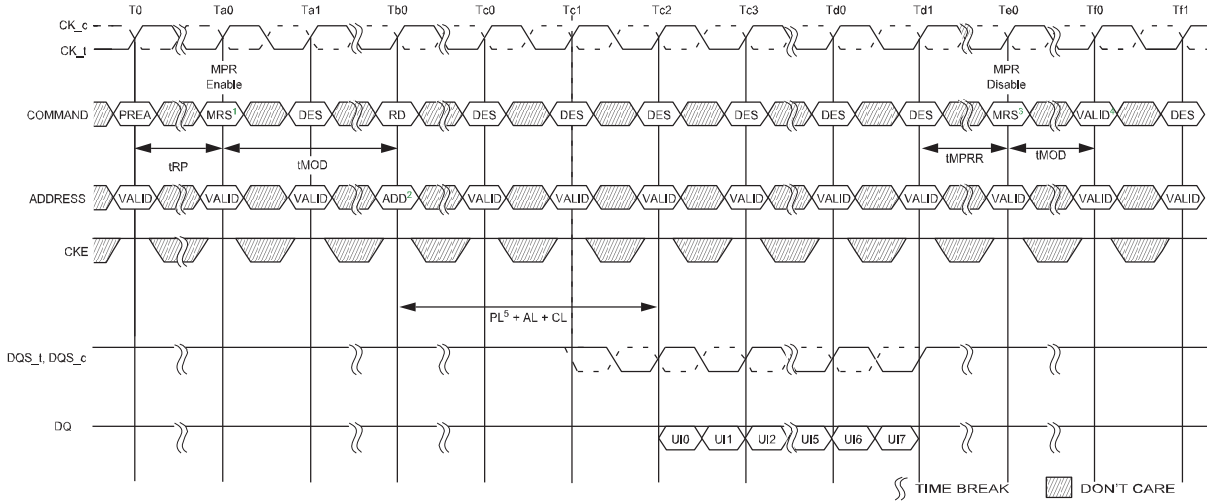 T0 Ta0 Ta1 Tb0 Tc0 Tc1 Tc2 Tc3 Td0 Td1 Te0 Tf0 Tf1
CK_c
CK_t
MPR Enable
MPR Disable
COMMAND PREA MRS1 DES RD DES DES DES DES DES DES MRS3 VALID4 DES
tRP tMOD tMPRR tMOD
ADDRESS VALID VALID VALID ADD2 VALID VALID VALID VALID VALID VALID VALID VALID VALID
CKE
PL5 + AL + CL
DQS_t, DQS_c
DQ UI0 UI1 UI2 UI5 UI6 UI7
TIME BREAK DON'T CARE